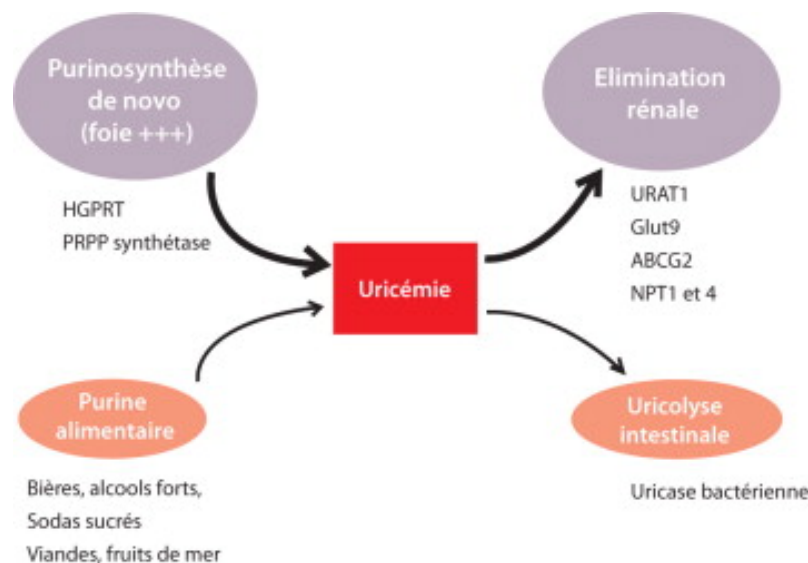 Purinosynthèse
de novo
(foie +++)
HGPRT
PRPP synthétase
Elimination
rénale
URAT1
Glut9
ABCG2
NPT1 et 4
Uricémie
Purine
alimentaire
Bières, alcools forts,
Sodas sucrés
Viandes, fruits de mer
Uricolyse
intestinale
Uricase bactérienne